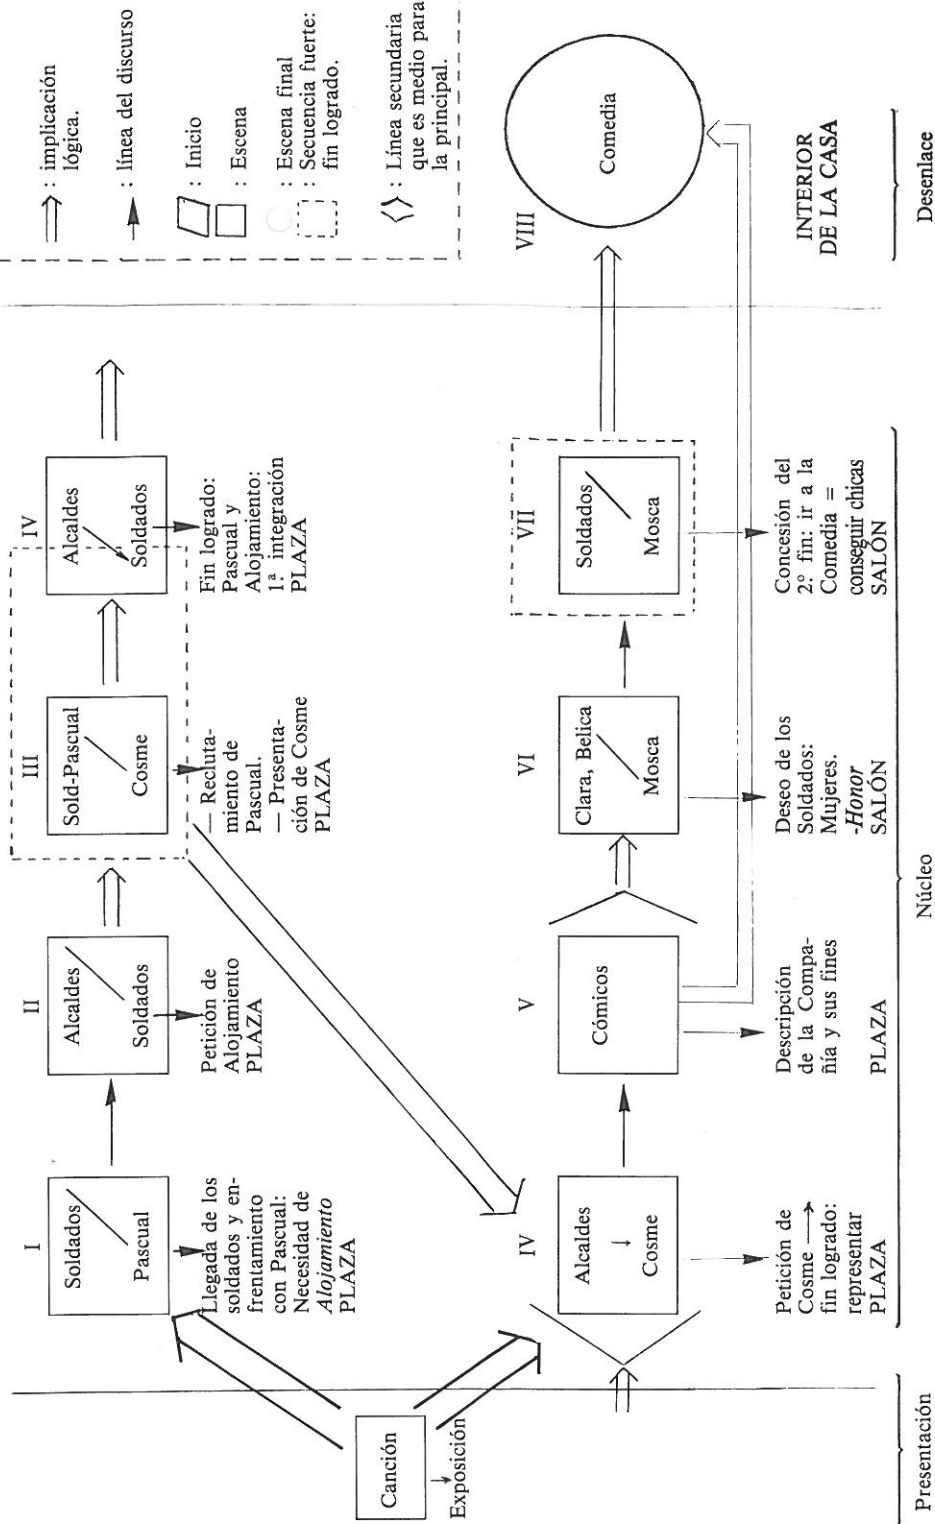 I
II
III
IV
Soldados
Pascual
Alcaldes
Soldados
Sold-Pascual
Cosme
Alcaldes
Soldados
Llegada de los
soldados y en-
frentamiento
con Pascual:
Necesidad de
Alojamiento
PLAZA
Petición de
Alojamiento
PLAZA
— Recluta-
miento de
Pascual.
— Presenta-
ción de Cosme
PLAZA
Fin logrado:
Pascual y
Alojamiento:
1.ª integración
PLAZA
: implicación
lógica.
: línea del discurso
: Inicio
: Escena
: Escena final
: Secuencia fuerte:
fin logrado.
: Línea secundaria
que es medio para
la principal.
Canción
Exposición
IV
V
VI
VII
VIII
Alcaldes
Cosme
Cómicos
Clara, Belica
Mosca
Soldados
Mosca
Comedia
Petición de
Cosme ⟶
fin logrado:
representar
PLAZA
Descripción
de la Compa-
ñía y sus fines
PLAZA
Deseo de los
Soldados:
Mujeres.
-Honor
SALÓN
Concesión del
2.º fin: ir a la
Comedia =
conseguir chicas
SALÓN
INTERIOR
DE LA CASA
Presentación
Núcleo
Desenlace